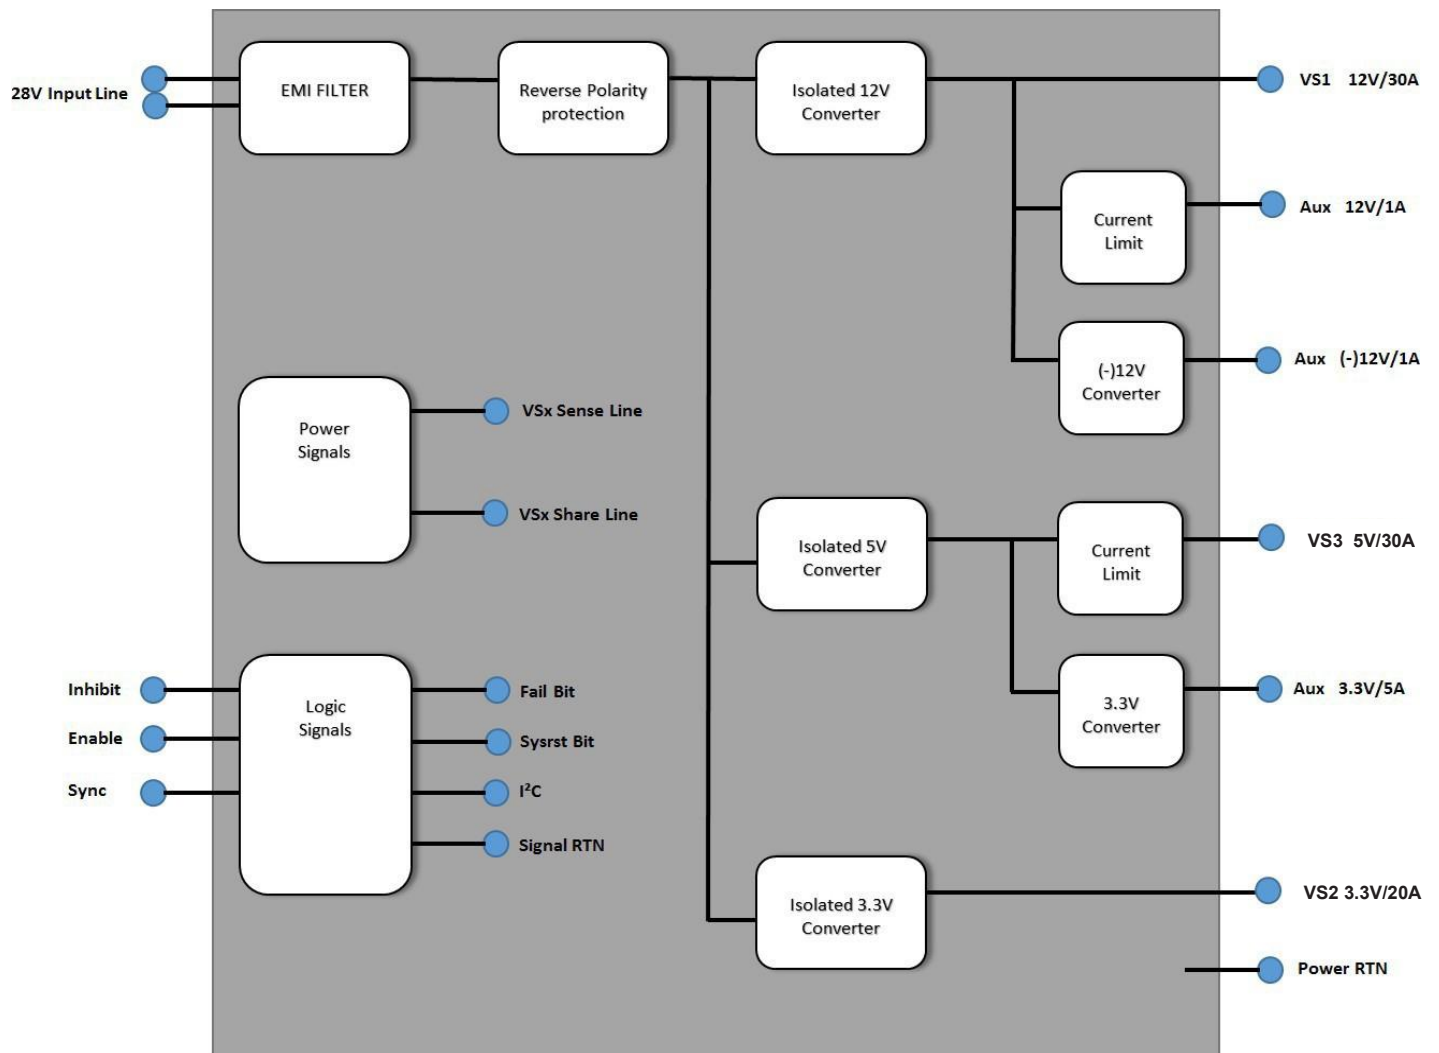 28V Input Line
EMI FILTER
Reverse Polarity
protection
Isolated 12V
Converter
VS1 12V/30A
Current
Limit
Aux 12V/1A
(-)12V
Converter
Aux (-)12V/1A
Power
Signals
VSx Sense Line
VSx Share Line
Isolated 5V
Converter
Current
Limit
VS3 5V/30A
3.3V
Converter
Aux 3.3V/5A
Inhibit
Enable
Sync
Logic
Signals
Fail Bit
Sysrst Bit
I²C
Signal RTN
Isolated 3.3V
Converter
VS2 3.3V/20A
Power RTN